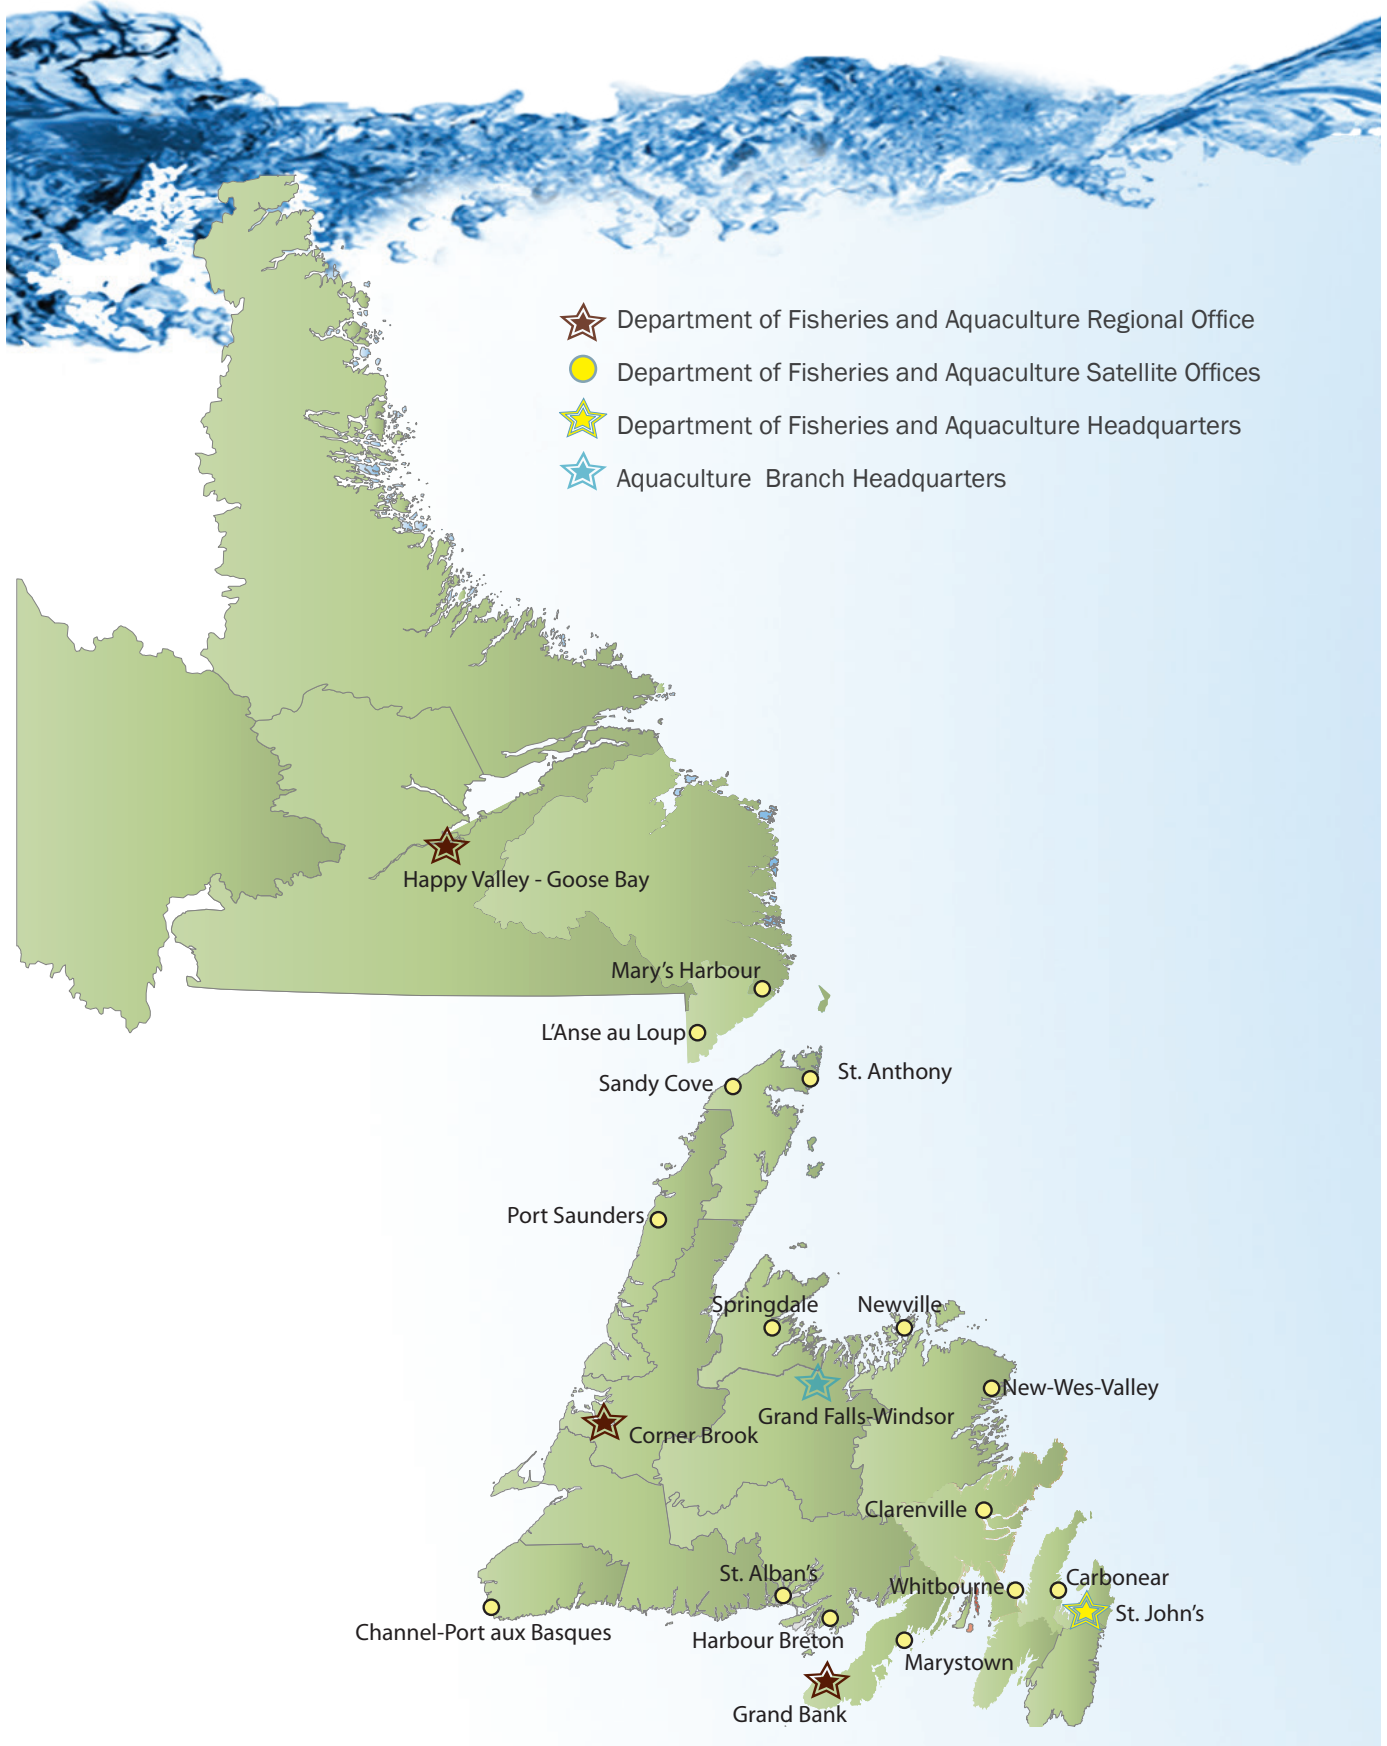 Department of Fisheries and Aquaculture Regional Office
Department of Fisheries and Aquaculture Satellite Offices
Department of Fisheries and Aquaculture Headquarters
Aquaculture Branch Headquarters
Happy Valley - Goose Bay
Mary's Harbour
L'Anse au Loup
St. Anthony
Sandy Cove
Port Saunders
Springdale
Newville
New-Wes-Valley
Grand Falls-Windsor
Corner Brook
Clarenville
St. Alban's
Whitbourne
Carbonear
St. John's
Channel-Port aux Basques
Harbour Breton
Marystown
Grand Bank